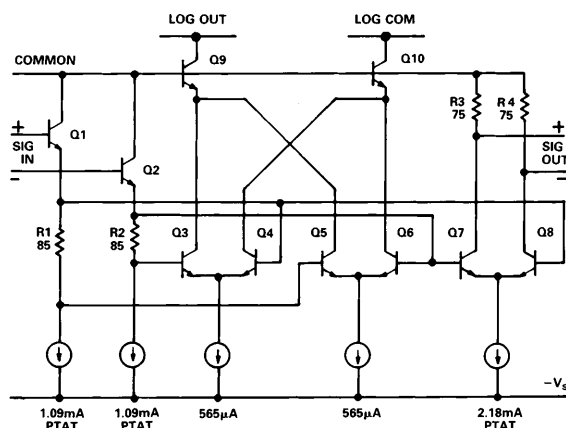 LOG OUT
LOG COM
COMMON
Q9
Q10
R3
75
R4
75
+
SIG
IN
–
Q1
Q2
+
SIG
OUT
–
R1
85
R2
85
Q3
Q4
Q5
Q6
Q7
Q8
–VS
1.09mA
PTAT
1.09mA
PTAT
565μA
565μA
2.18mA
PTAT